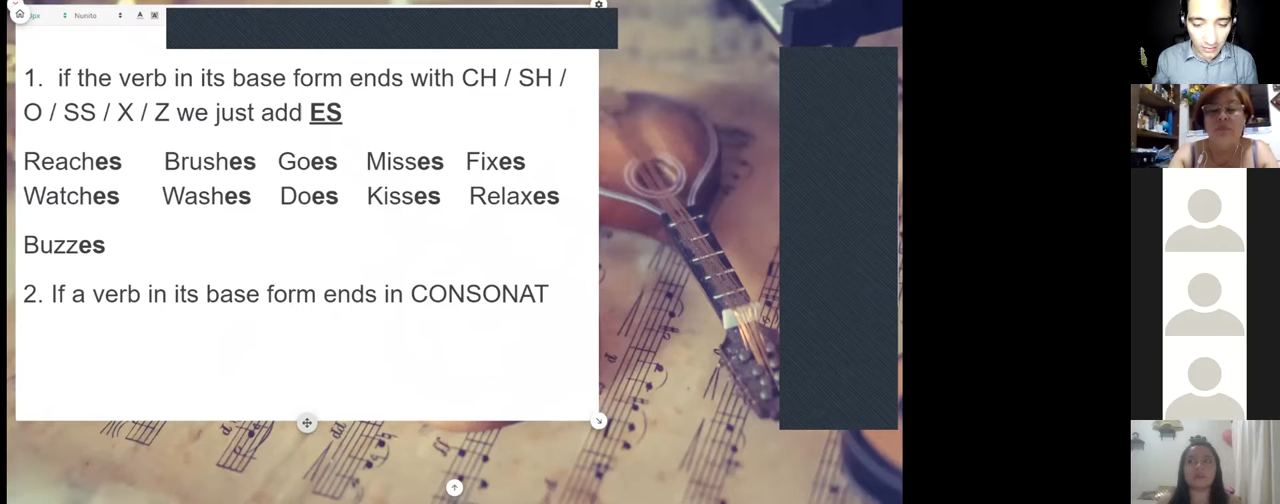 px Nunito A A
1. if the verb in its base form ends with CH / SH /
O / SS / X / Z we just add ES
Reaches Brushes Goes Misses Fixes
Watches Washes Does Kisses Relaxes
Buzzes
2. If a verb in its base form ends in CONSONAT